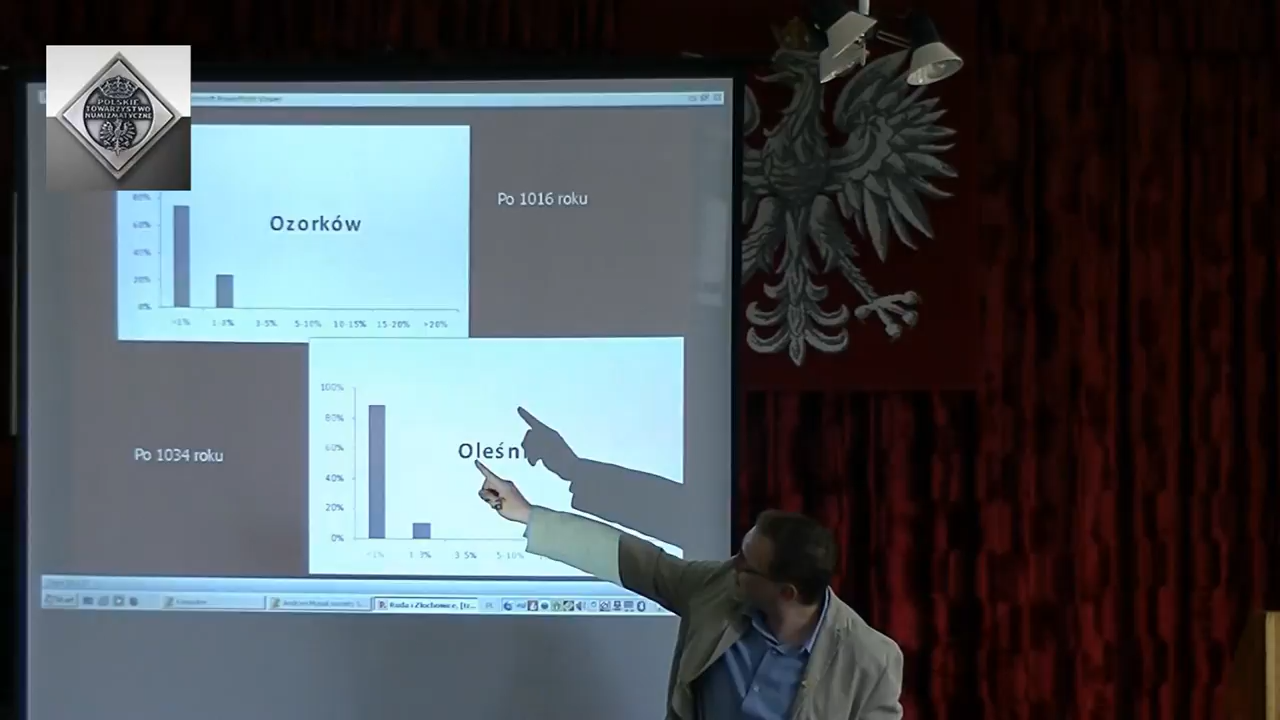 POLSKIE
TOWARZYSTWO
NUMIZMATYCZNE
80%
60%
40%
20%
0%
Ozorków
<1%
1-3%
3-5%
5-10%
10-15%
15-20%
>20%
Po 1016 roku
100%
80%
60%
40%
20%
0%
Oleśn
<1%
1-3%
3-5%
5-10%
Po 1034 roku
Start
PL